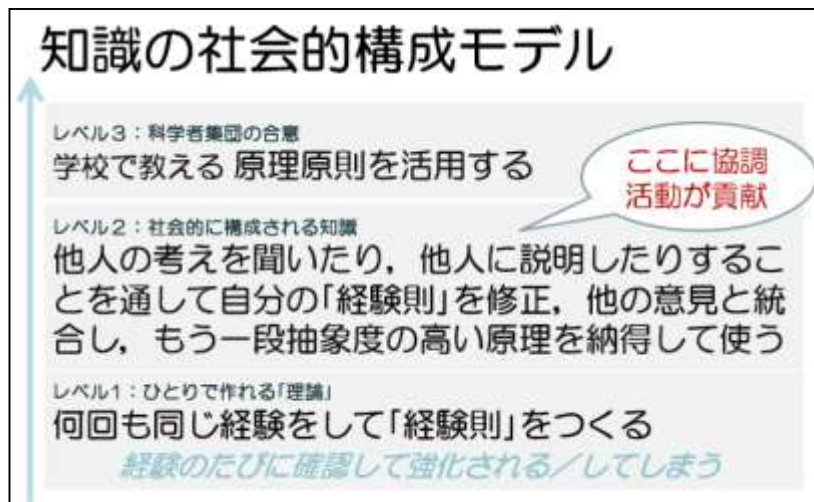 知識の社会的構成モデル
レベル3：科学者集団の合意
学校で教える 原理原則を活用する
ここに協調
活動が貢献
レベル2：社会的に構成される知識
他人の考えを聞いたり，他人に説明したりするこ
とを通して自分の「経験則」を修正，他の意見と統
合し，もう一段抽象度の高い原理を納得して使う
レベル1：ひとりで作れる「理論」
何回も同じ経験をして「経験則」をつくる
経験のたびに確認して強化される／してしまう